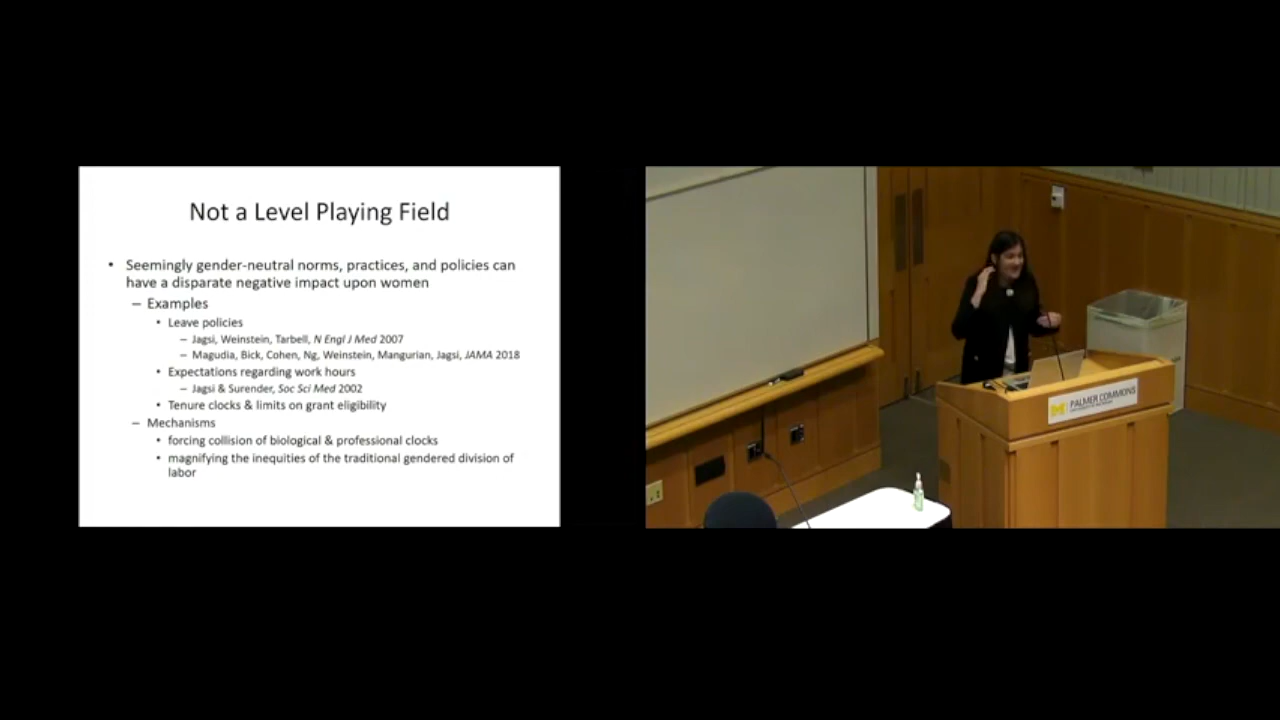 Not a Level Playing Field
• Seemingly gender-neutral norms, practices, and policies can
have a disparate negative impact upon women
– Examples
• Leave policies
– Jagsi, Weinstein, Tarbell, N Engl J Med 2007
– Magudia, Bick, Cohen, Ng, Weinstein, Mangurian, Jagsi, JAMA 2018
• Expectations regarding work hours
– Jagsi & Surender, Soc Sci Med 2002
• Tenure clocks & limits on grant eligibility
– Mechanisms
• forcing collision of biological & professional clocks
• magnifying the inequities of the traditional gendered division of
labor
PALMER COMMONS